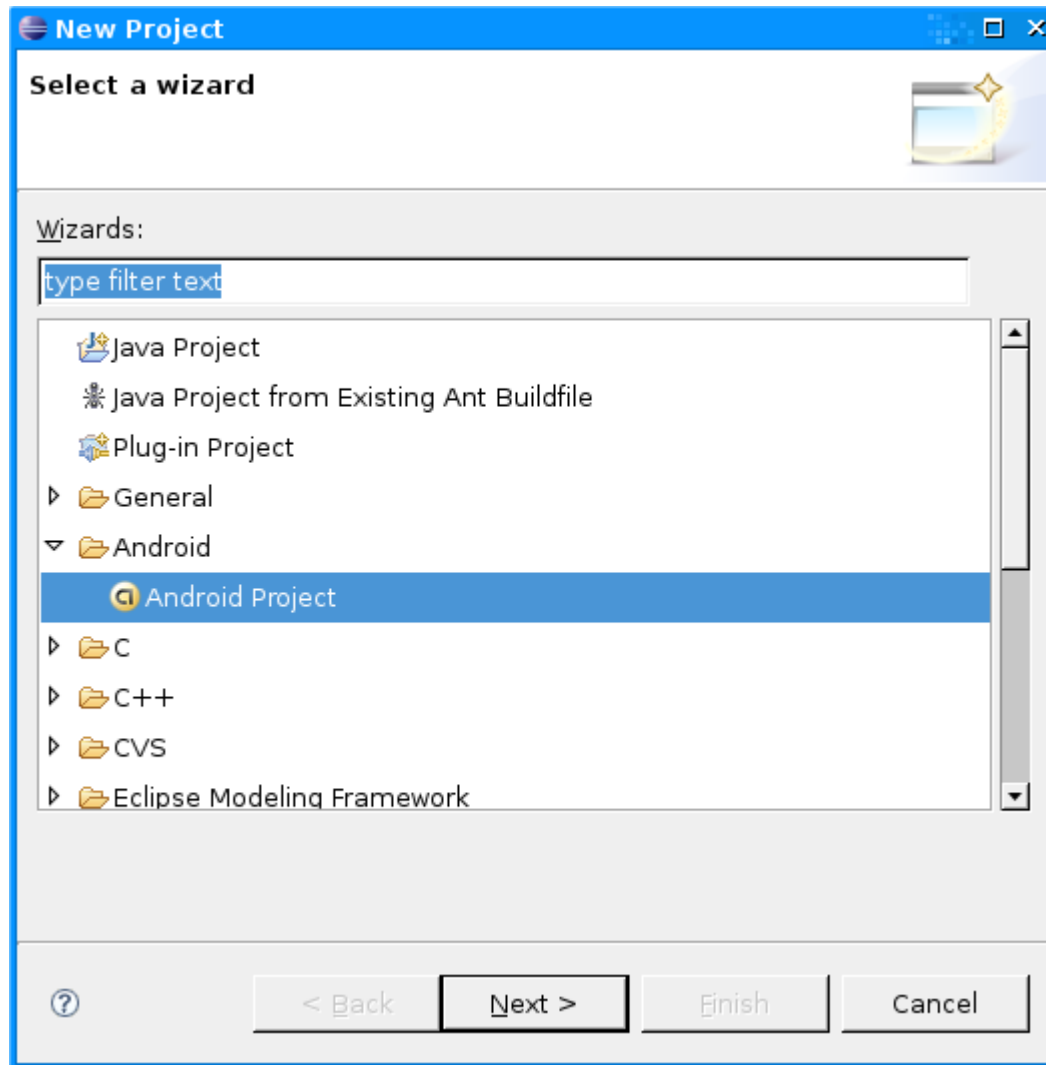 New Project
Select a wizard
Wizards:
type filter text
Java Project
Java Project from Existing Ant Buildfile
Plug-in Project
General
Android
Android Project
C
C++
CVS
Eclipse Modeling Framework
< Back Next > Finish Cancel